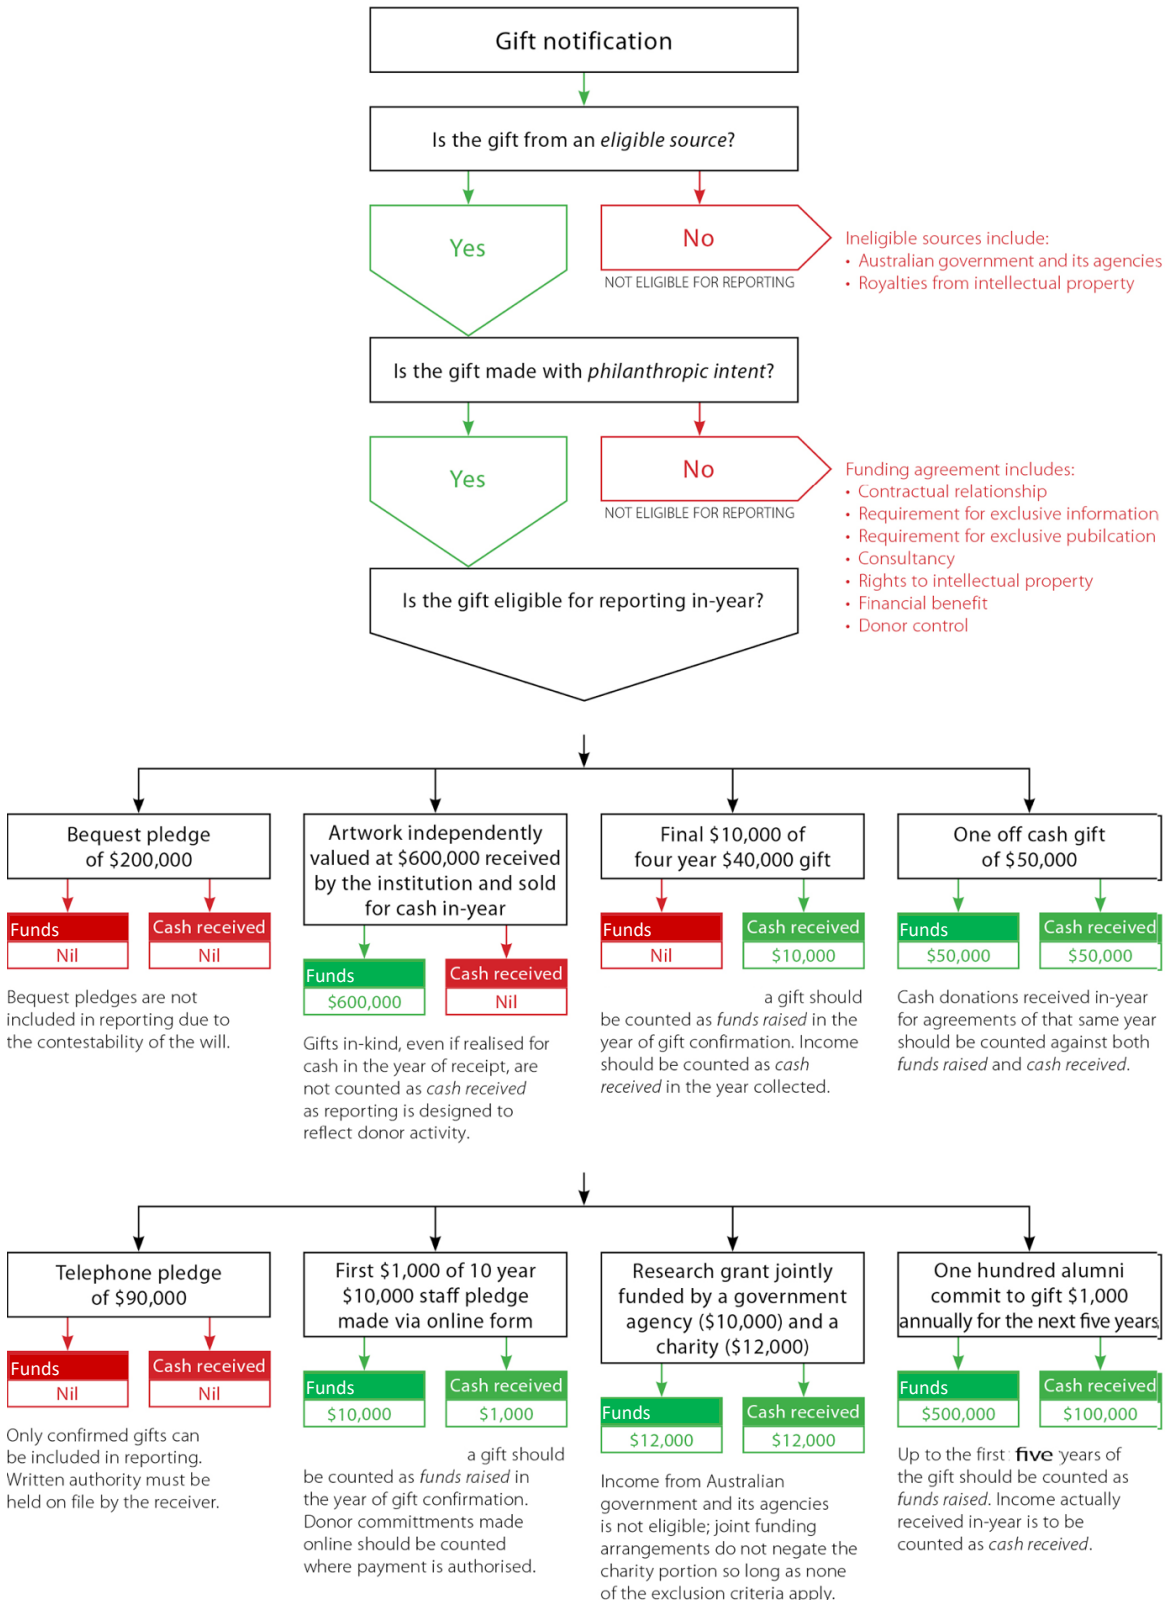 Gift notification
Is the gift from an eligible source?
Yes
No
NOT ELIGIBLE FOR REPORTING
Ineligible sources include:
• Australian government and its agencies
• Royalties from intellectual property
Is the gift made with philanthropic intent?
Yes
No
NOT ELIGIBLE FOR REPORTING
Funding agreement includes:
• Contractual relationship
• Requirement for exclusive information
• Requirement for exclusive pubilcation
• Consultancy
• Rights to intellectual property
• Financial benefit
• Donor control
Is the gift eligible for reporting in-year?
Bequest pledge
of $200,000
Funds
Nil
Cash received
Nil
Bequest pledges are not
included in reporting due to
the contestability of the will.
Artwork independently
valued at $600,000 received
by the institution and sold
for cash in-year
Funds
$600,000
Cash received
Nil
Gifts in-kind, even if realised for
cash in the year of receipt, are
not counted as cash received
as reporting is designed to
reflect donor activity.
Final $10,000 of
four year $40,000 gift
Funds
Nil
Cash received
$10,000
a gift should
be counted as funds raised in the
year of gift confirmation. Income
should be counted as cash
received in the year collected.
One off cash gift
of $50,000
Funds
$50,000
Cash received
$50,000
Cash donations received in-year
for agreements of that same year
should be counted against both
funds raised and cash received.
Telephone pledge
of $90,000
Funds
Nil
Cash received
Nil
Only confirmed gifts can
be included in reporting.
Written authority must be
held on file by the receiver.
First $1,000 of 10 year
$10,000 staff pledge
made via online form
Funds
$10,000
Cash received
$1,000
a gift should
be counted as funds raised in
the year of gift confirmation.
Donor committments made
online should be counted
where payment is authorised.
Research grant jointly
funded by a government
agency ($10,000) and a
charity ($12,000)
Funds
$12,000
Cash received
$12,000
Income from Australian
government and its agencies
is not eligible; joint funding
arrangements do not negate the
charity portion so long as none
of the exclusion criteria apply.
One hundred alumni
commit to gift $1,000
annually for the next five years
Funds
$500,000
Cash received
$100,000
Up to the first five years of
the gift should be counted as
funds raised. Income actually
received in-year is to be
counted as cash received.